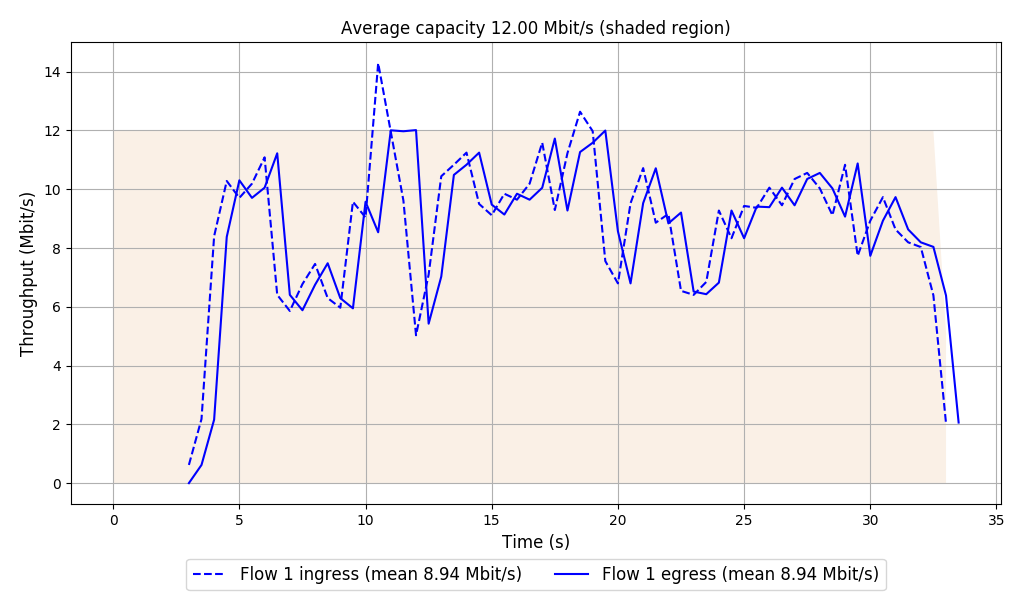 Average capacity 12.00 Mbit/s (shaded region)
Throughput (Mbit/s)
14
12
10
8
6
4
2
0
0 5 10 15 20 25 30 35
Time (s)
Flow 1 ingress (mean 8.94 Mbit/s) Flow 1 egress (mean 8.94 Mbit/s)